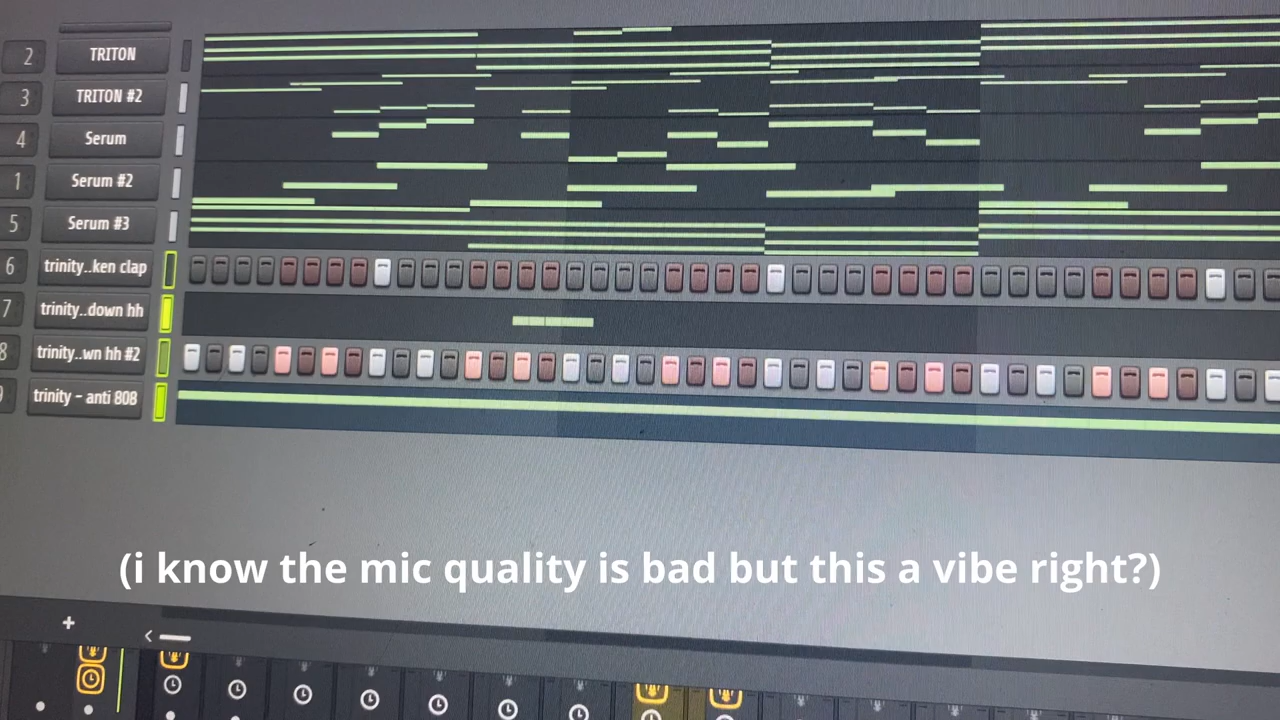 2 TRITON
3 TRITON #2
4 Serum
1 Serum #2
5 Serum #3
6 trinity..ken clap
7 trinity..down hh
8 trinity..wn hh #2
9 trinity - anti 808
(i know the mic quality is bad but this a vibe right?)